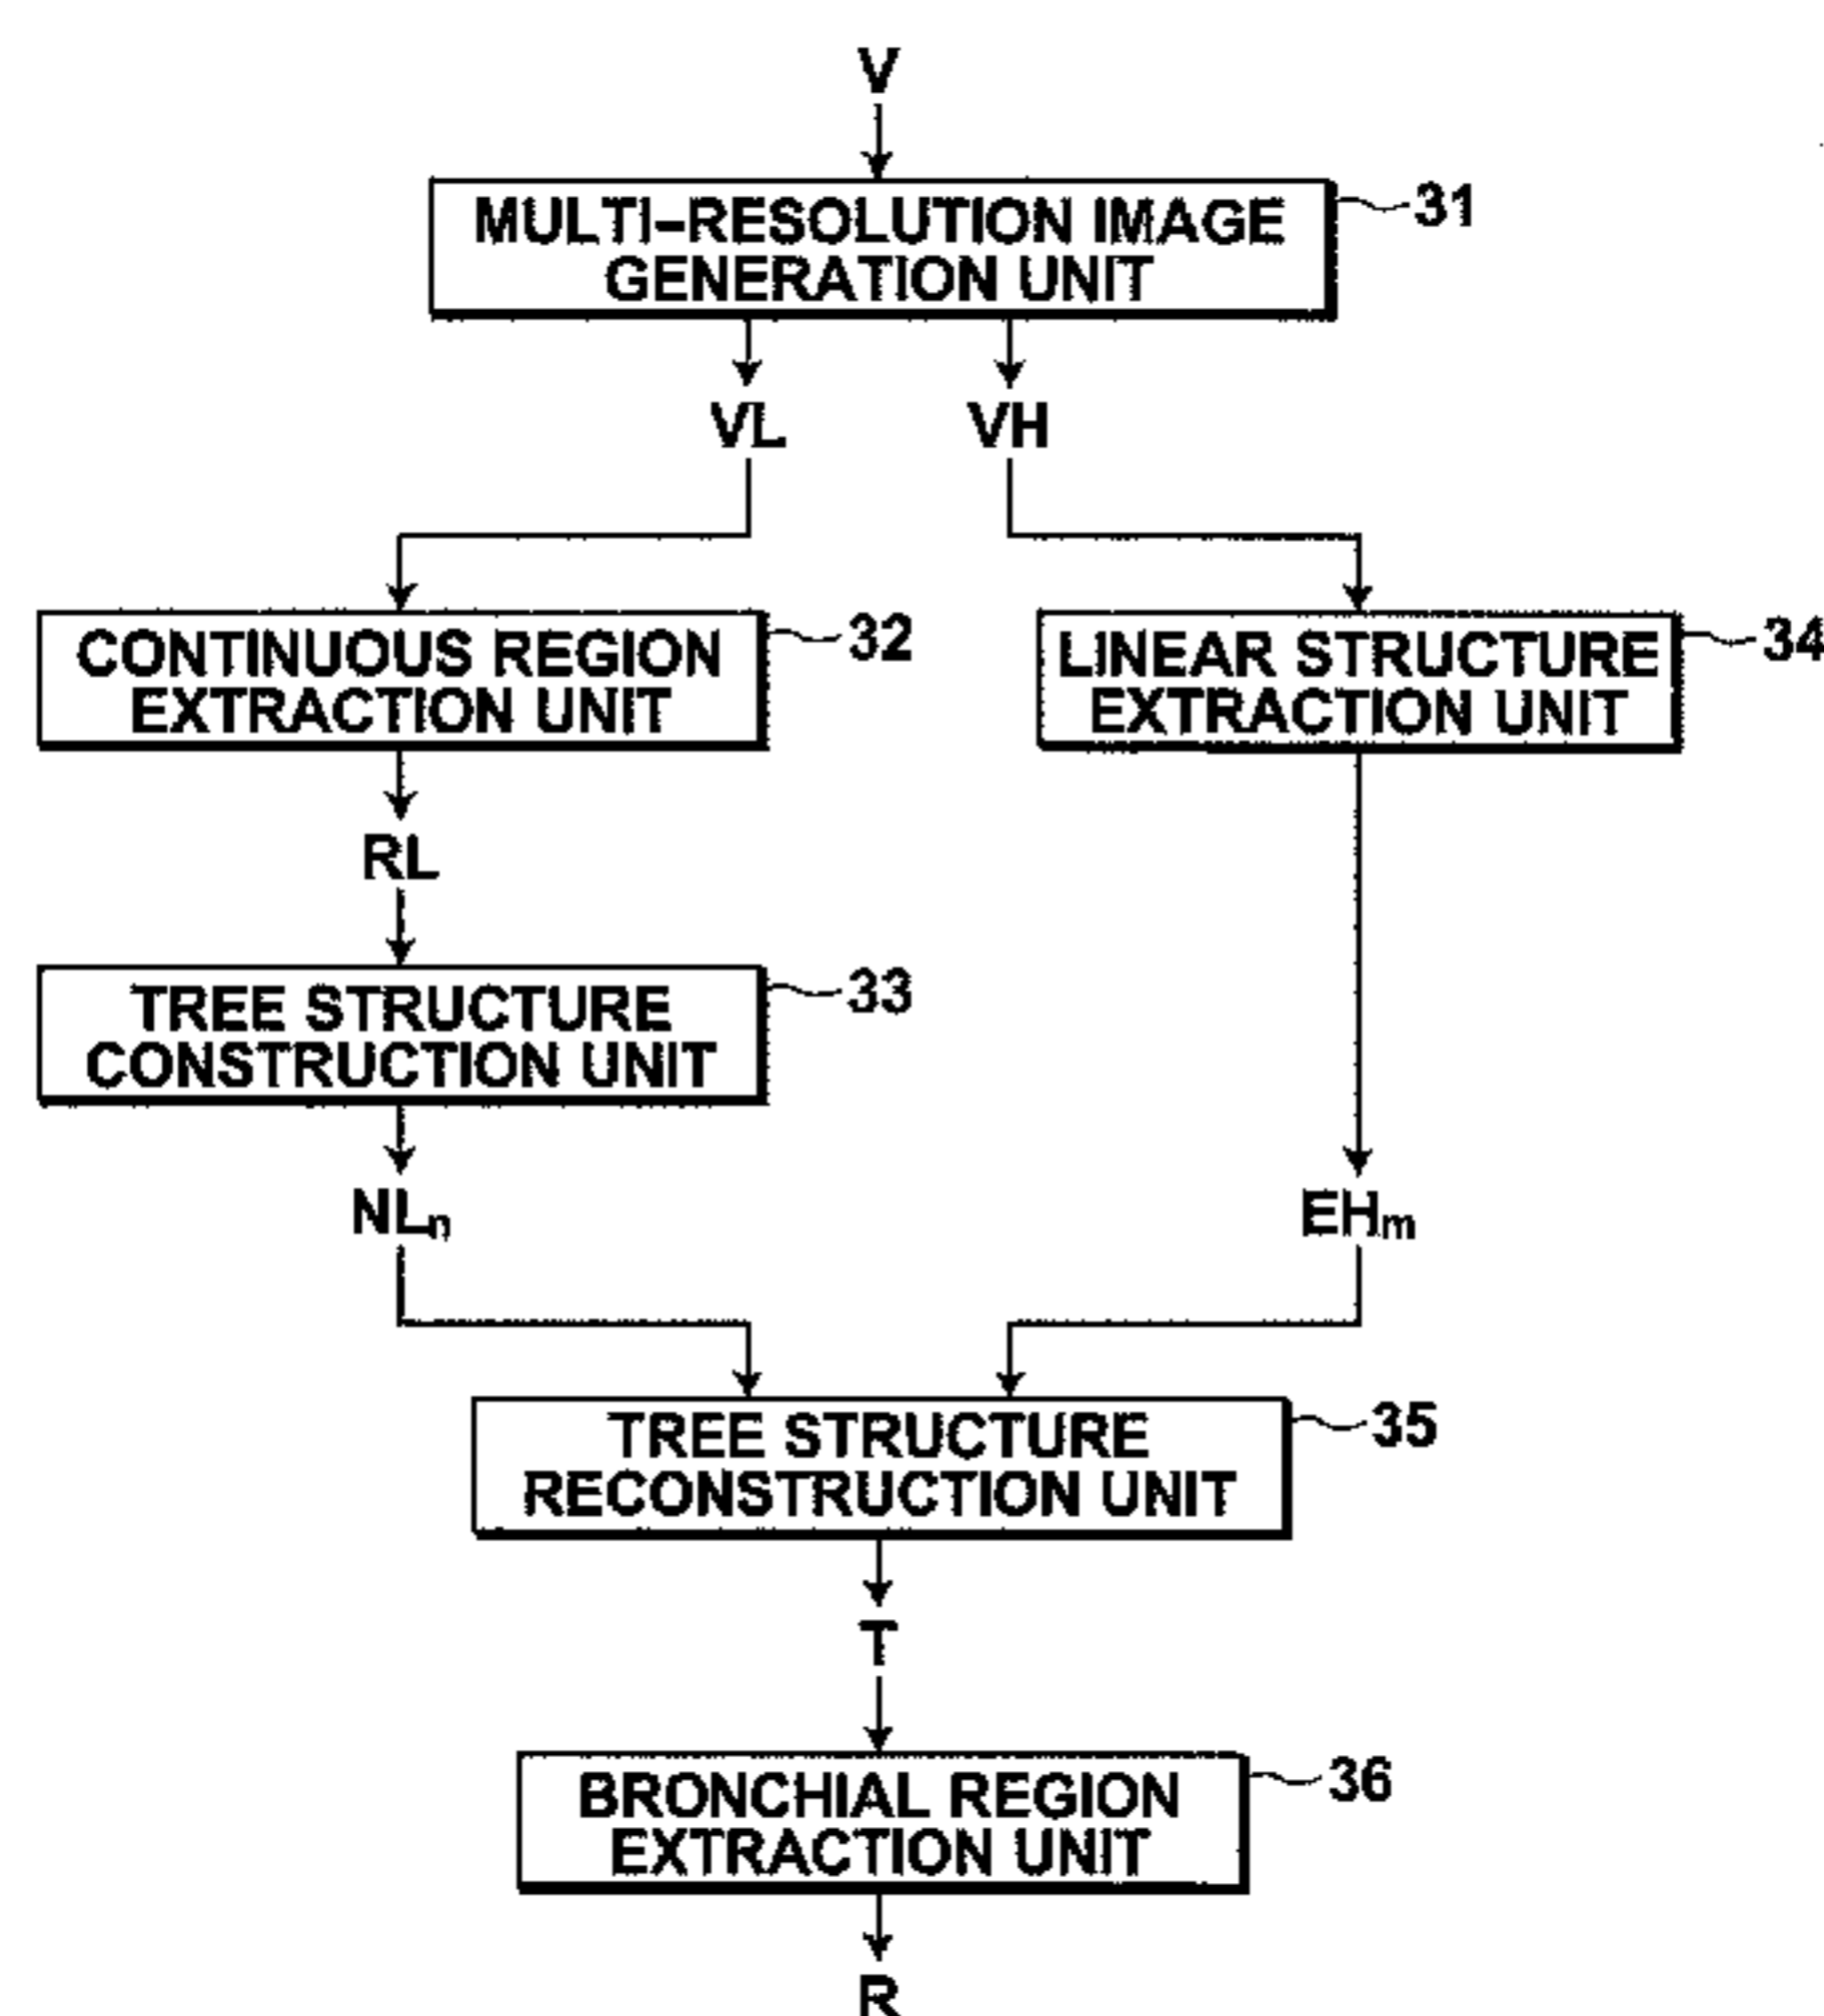 V
MULTI-RESOLUTION IMAGE
GENERATION UNIT
31
VL
VH
CONTINUOUS REGION
EXTRACTION UNIT
32
LINEAR STRUCTURE
EXTRACTION UNIT
34
RL
TREE STRUCTURE
CONSTRUCTION UNIT
33
NLn
EHm
TREE STRUCTURE
RECONSTRUCTION UNIT
35
T
BRONCHIAL REGION
EXTRACTION UNIT
36
R